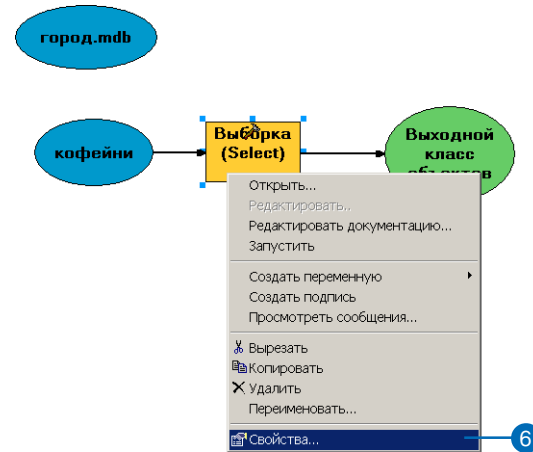 город.mdb
кофейни
Выборка
(Select)
Выходной
класс
объектов
Открыть...
Редактировать..
Редактировать документацию...
Запустить
Создать переменную
Создать подпись
Просмотреть сообщения...
Вырезать
Копировать
Удалить
Переименовать...
Свойства...
6